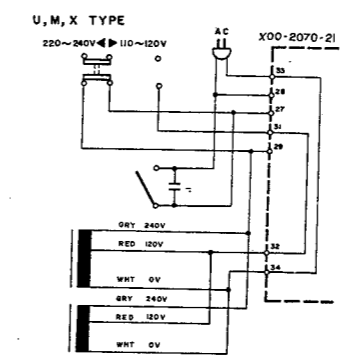 U, M, X TYPE
220~240V ◀▶ 110~120V
AC
X00-2070-21
33
28
27
31
29
GRY 240V
RED 120V
32
34
WHT 0V
GRY 240V
RED 120V
WHT 0V